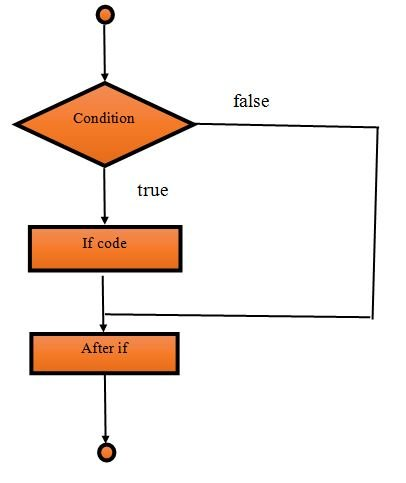 Condition
false
true
If code
After if